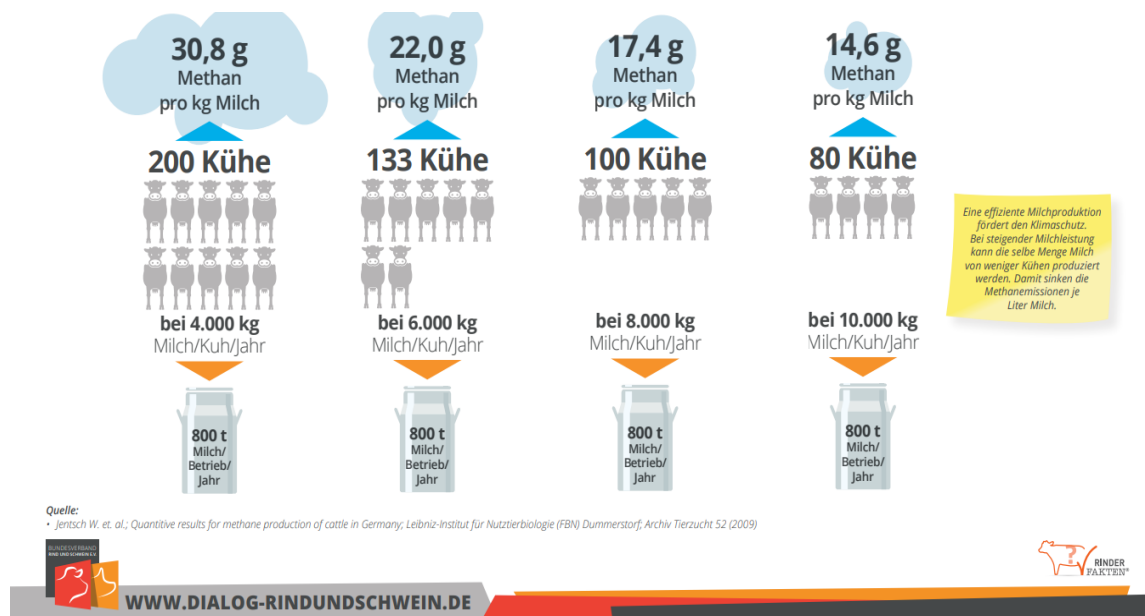 30,8 g
Methan
pro kg Milch
200 Kühe
bei 4.000 kg
Milch/Kuh/Jahr
800 t
Milch/
Betrieb/
Jahr
22,0 g
Methan
pro kg Milch
133 Kühe
bei 6.000 kg
Milch/Kuh/Jahr
800 t
Milch/
Betrieb/
Jahr
17,4 g
Methan
pro kg Milch
100 Kühe
bei 8.000 kg
Milch/Kuh/Jahr
800 t
Milch/
Betrieb/
Jahr
14,6 g
Methan
pro kg Milch
80 Kühe
bei 10.000 kg
Milch/Kuh/Jahr
800 t
Milch/
Betrieb/
Jahr
Eine effiziente Milchproduktion
fördert den Klimaschutz.
Bei steigender Milchleistung
kann die selbe Menge Milch
von weniger Kühen produziert
werden. Damit sinken die
Methanemissionen je
Liter Milch.
Quelle:
• Jentsch W. et. al.; Quantitive results for methane production of cattle in Germany; Leibniz-Institut für Nutztierbiologie (FBN) Dummerstorf; Archiv Tierzucht 52 (2009)
BUNDESVERBAND
RIND UND SCHWEIN E.V.
WWW.DIALOG-RINDUNDSCHWEIN.DE
?
RINDER
FAKTEN®